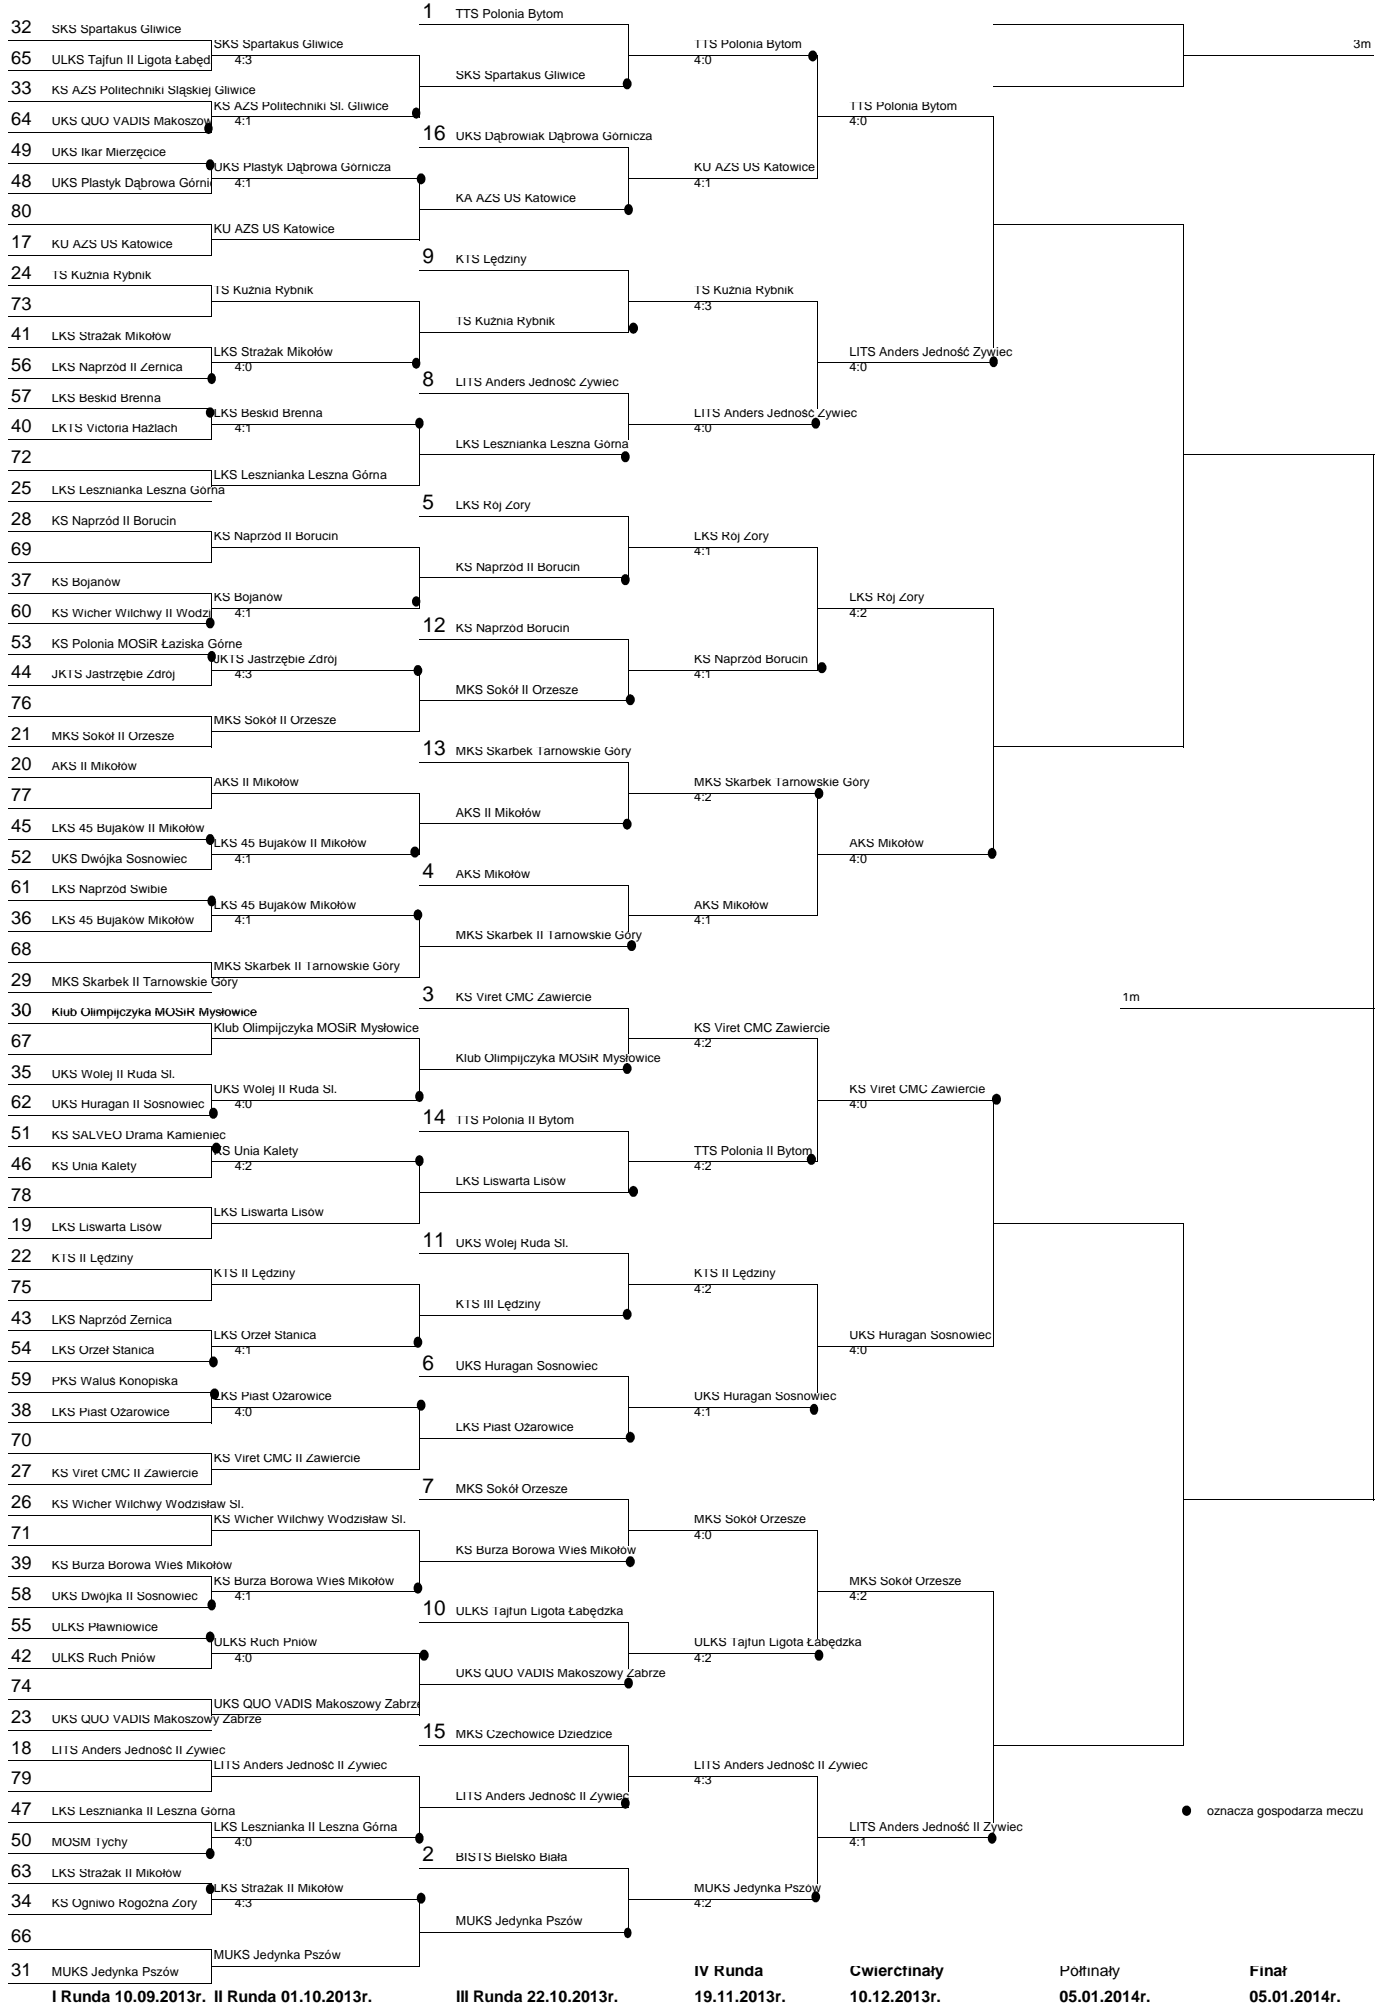 32 SKS Spartakus Gliwice
65 ULKS Tajfun II Ligota Łabęd
33 KS AZS Politechniki Sląskiej Gliwice
64 UKS QUO VADIS Makoszow
49 UKS Ikar Mierzęcice
48 UKS Plastyk Dąbrowa Górnic
80
17 KU AZS US Katowice
24 TS Kuźnia Rybnik
73
41 LKS Strażak Mikołów
56 LKS Naprzód II Zernica
57 LKS Beskid Brenna
40 LKTS Victoria Hażlach
72
25 LKS Lesznianka Leszna Górna
28 KS Naprzód II Borucin
69
37 KS Bojanów
60 KS Wicher Wilchwy II Wodzi
53 KS Polonia MOSiR Łaziska Górne
44 JKTS Jastrzębie Zdrój
76
21 MKS Sokół II Orzesze
20 AKS II Mikołów
77
45 LKS 45 Bujaków II Mikołów
52 UKS Dwójka Sosnowiec
61 LKS Naprzód Swibie
36 LKS 45 Bujaków Mikołów
68
29 MKS Skarbek II Tarnowskie Góry
30 Klub Olimpijczyka MOSiR Mysłowice
67
35 UKS Wolej II Ruda Sl.
62 UKS Huragan II Sosnowiec
51 KS SALVEO Drama Kamieniec
46 KS Unia Kalety
78
19 LKS Liswarta Lisów
22 KTS II Lędziny
75
43 LKS Naprzód Zernica
54 LKS Orzeł Stanica
59 PKS Waluś Konopiska
38 LKS Piast Ożarowice
70
27 KS Viret CMC II Zawiercie
26 KS Wicher Wilchwy Wodzisław Sl.
71
39 KS Burza Borowa Wieś Mikołów
58 UKS Dwójka II Sosnowiec
55 ULKS Pławniowice
42 ULKS Ruch Pniów
74
23 UKS QUO VADIS Makoszowy Zabrze
18 LITS Anders Jedność II Zywiec
79
47 LKS Lesznianka II Leszna Górna
50 MOSM Tychy
63 LKS Strażak II Mikołów
34 KS Ogniwo Rogoźna Zory
66
31 MUKS Jedynka Pszów
I Runda 10.09.2013r.
SKS Spartakus Gliwice
4:3
KS AZS Politechniki Sl. Gliwice
4:1
UKS Plastyk Dąbrowa Górnicza
4:1
KU AZS US Katowice
TS Kuźnia Rybnik
LKS Strażak Mikołów
4:0
LKS Beskid Brenna
4:1
LKS Lesznianka Leszna Górna
KS Naprzód II Borucin
KS Bojanów
4:1
JKTS Jastrzębie Zdrój
4:3
MKS Sokół II Orzesze
AKS II Mikołów
LKS 45 Bujaków II Mikołów
4:1
LKS 45 Bujaków Mikołów
4:1
MKS Skarbek II Tarnowskie Góry
Klub Olimpijczyka MOSiR Mysłowice
UKS Wolej II Ruda Sl.
4:0
KS Unia Kalety
4:2
LKS Liswarta Lisów
KTS II Lędziny
LKS Orzeł Stanica
4:1
LKS Piast Ożarowice
4:0
KS Viret CMC II Zawiercie
KS Wicher Wilchwy Wodzisław Sl.
KS Burza Borowa Wieś Mikołów
4:1
ULKS Ruch Pniów
4:0
UKS QUO VADIS Makoszowy Zabrze
LITS Anders Jedność II Zywiec
LKS Lesznianka II Leszna Górna
4:0
LKS Strażak II Mikołów
4:3
MUKS Jedynka Pszów
II Runda 01.10.2013r.
1 TTS Polonia Bytom
SKS Spartakus Gliwice
16 UKS Dąbrowiak Dąbrowa Górnicza
KA AZS US Katowice
9 KTS Lędziny
TS Kuźnia Rybnik
8 LITS Anders Jedność Zywiec
LKS Lesznianka Leszna Górna
5 LKS Rój Zory
KS Naprzód II Borucin
12 KS Naprzód Borucin
MKS Sokół II Orzesze
13 MKS Skarbek Tarnowskie Góry
AKS II Mikołów
4 AKS Mikołów
MKS Skarbek II Tarnowskie Góry
3 KS Viret CMC Zawiercie
Klub Olimpijczyka MOSiR Mysłowice
14 TTS Polonia II Bytom
LKS Liswarta Lisów
11 UKS Wolej Ruda Sl.
KTS III Lędziny
6 UKS Huragan Sosnowiec
LKS Piast Ożarowice
7 MKS Sokół Orzesze
KS Burza Borowa Wieś Mikołów
10 ULKS Tajfun Ligota Łabędzka
UKS QUO VADIS Makoszowy Zabrze
15 MKS Czechowice Dziedzice
LITS Anders Jedność II Zywiec
2 BISTS Bielsko Biała
MUKS Jedynka Pszów
III Runda 22.10.2013r.
TTS Polonia Bytom
4:0
KU AZS US Katowice
4:1
TS Kuźnia Rybnik
4:3
LITS Anders Jedność Zywiec
4:0
LKS Rój Zory
4:1
KS Naprzód Borucin
4:1
MKS Skarbek Tarnowskie Góry
4:2
AKS Mikołów
4:1
KS Viret CMC Zawiercie
4:2
TTS Polonia II Bytom
4:2
KTS II Lędziny
4:2
UKS Huragan Sosnowiec
4:1
MKS Sokół Orzesze
4:0
ULKS Tajfun Ligota Łabędzka
4:2
LITS Anders Jedność II Zywiec
4:3
MUKS Jedynka Pszów
4:2
IV Runda
19.11.2013r.
TTS Polonia Bytom
4:0
LITS Anders Jedność Zywiec
4:0
LKS Rój Zory
4:2
AKS Mikołów
4:0
KS Viret CMC Zawiercie
4:0
UKS Huragan Sosnowiec
4:0
MKS Sokół Orzesze
4:2
LITS Anders Jedność II Zywiec
4:1
Cwiercfinały
10.12.2013r.
3m
1m
oznacza gospodarza meczu
Półfinały
05.01.2014r.
Finał
05.01.2014r.